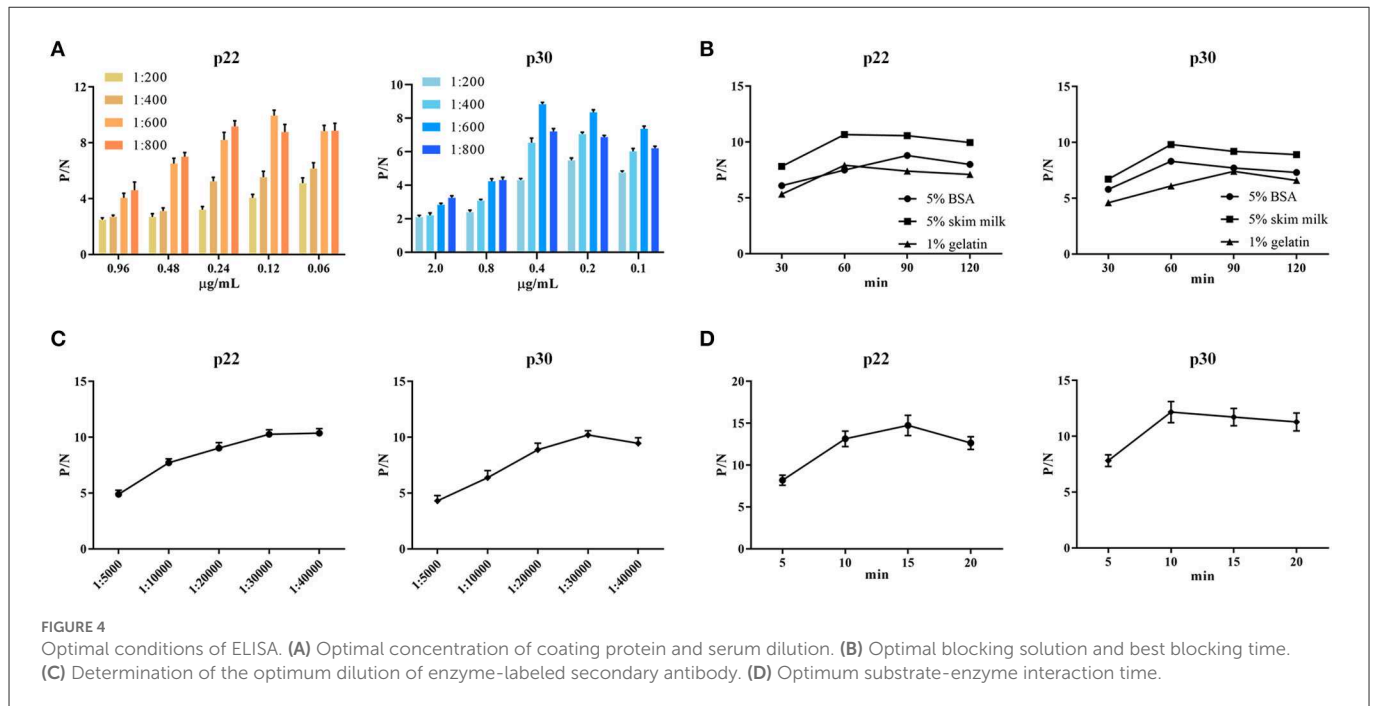 A
p22
1:200
1:400
1:600
1:800
P/N
12
8
4
0
0.96 0.48 0.24 0.12 0.06
μg/mL
p30
1:200
1:400
1:600
1:800
P/N
10
8
6
4
2
0
2.0 0.8 0.4 0.2 0.1
μg/mL
B
p22
P/N
15
10
5
0
5% BSA
5% skim milk
1% gelatin
30 60 90 120
min
p30
P/N
15
10
5
0
5% BSA
5% skim milk
1% gelatin
30 60 90 120
min
C
p22
P/N
15
10
5
0
1:5000 1:10000 1:20000 1:30000 1:40000
p30
P/N
15
10
5
0
1:5000 1:10000 1:20000 1:30000 1:40000
D
p22
P/N
20
15
10
5
0
5 10 15 20
min
p30
P/N
15
10
5
0
5 10 15 20
min
FIGURE 4
Optimal conditions of ELISA. (A) Optimal concentration of coating protein and serum dilution. (B) Optimal blocking solution and best blocking time.
(C) Determination of the optimum dilution of enzyme-labeled secondary antibody. (D) Optimum substrate-enzyme interaction time.